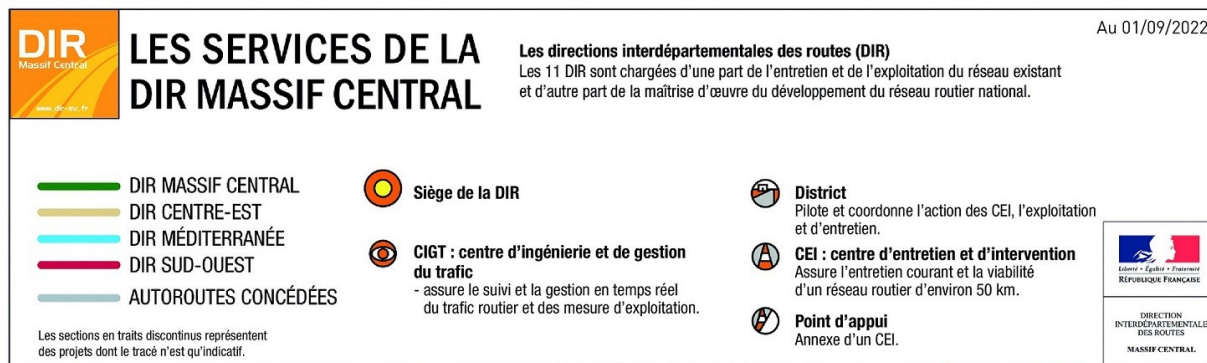 DIR
Massif Central
www.dir-mc.fr
LES SERVICES DE LA
DIR MASSIF CENTRAL
Les directions interdépartementales des routes (DIR)
Les 11 DIR sont chargées d'une part de l'entretien et de l'exploitation du réseau existant
et d'autre part de la maîtrise d'œuvre du développement du réseau routier national.
Au 01/09/2022
DIR MASSIF CENTRAL
DIR CENTRE-EST
DIR MÉDITERRANÉE
DIR SUD-OUEST
AUTOROUTES CONCÉDÉES
Les sections en traits discontinus représentent
des projets dont le tracé n'est qu'indicatif.
Siège de la DIR
CIGT : centre d'ingénierie et de gestion
du trafic
- assure le suivi et la gestion en temps réel
du trafic routier et des mesure d'exploitation.
District
Pilote et coordonne l'action des CEI, l'exploitation
et d'entretien.
CEI : centre d'entretien et d'intervention
Assure l'entretien courant et la viabilité
d'un réseau routier d'environ 50 km.
Point d'appui
Annexe d'un CEI.
Liberté • Égalité • Fraternité
RÉPUBLIQUE FRANÇAISE
DIRECTION
INTERDÉPARTEMENTALE
DES ROUTES
MASSIF CENTRAL